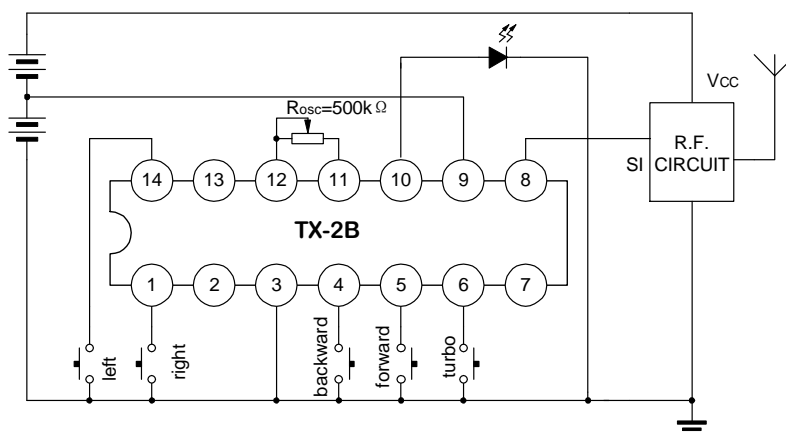 Vcc
Rosc=500kΩ
R.F.
SI CIRCUIT
14 13 12 11 10 9 8
TX-2B
1 2 3 4 5 6 7
left
right
backward
forward
turbo